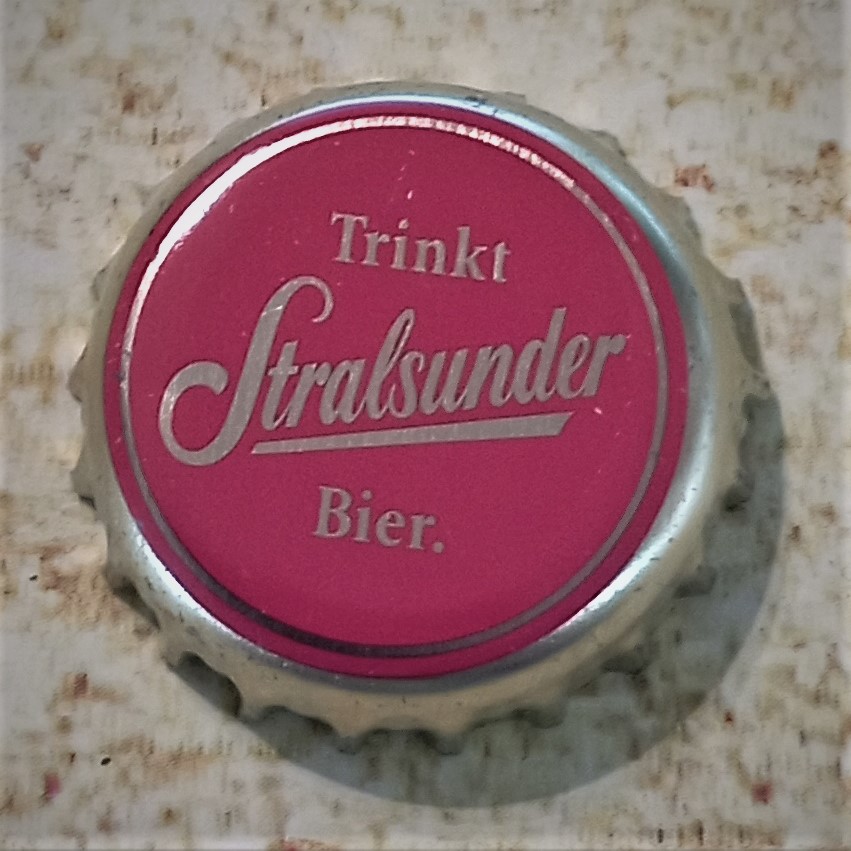 Trinkt
Stralsunder
Bier.